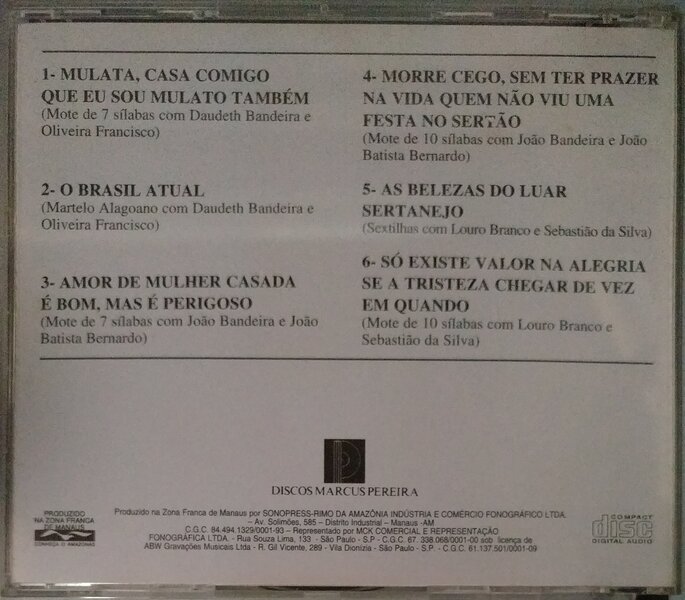 1- MULATA, CASA COMIGO
QUE EU SOU MULATO TAMBÉM
(Mote de 7 sílabas com Daudeth Bandeira e
Oliveira Francisco)
2- O BRASIL ATUAL
(Martelo Alagoano com Daudeth Bandeira e
Oliveira Francisco)
3- AMOR DE MULHER CASADA
É BOM, MAS É PERIGOSO
(Mote de 7 sílabas com João Bandeira e João
Batista Bernardo)
4- MORRE CEGO, SEM TER PRAZER
NA VIDA QUEM NÃO VIU UMA
FESTA NO SERTÃO
(Mote de 10 sílabas com João Bandeira e João
Batista Bernardo)
5- AS BELEZAS DO LUAR
SERTANEJO
(Sextilhas com Louro Branco e Sebastião da Silva)
6- SÓ EXISTE VALOR NA ALEGRIA
SE A TRISTEZA CHEGAR DE VEZ
EM QUANDO
(Mote de 10 sílabas com Louro Branco e
Sebastião da Silva)
DISCOS MARCUS PEREIRA
PRODUZIDO
NA ZONA FRANCA
DE MANAUS
CONHEÇA O AMAZONAS
Produzido na Zona Franca de Manaus por SONOPRESS-RIMO DA AMAZÔNIA INDÚSTRIA E COMÉRCIO FONOGRÁFICO LTDA.
– Av. Solimões, 585 – Distrito Industrial – Manaus -AM
C.G.C. 84.494.129/0001-93 – Representado por MCK COMERCIAL E REPRESENTAÇÃO
FONOGRÁFICA LTDA. - Rua Souza Lima, 133 - São Paulo - S.P - C.G.C. 67.338.068/0001-00 sob licença de
ABW Gravações Musicais Ltda - R. Gil Vicente, 289 - Vila Dionizia - São Paulo - S.P - C.G.C. 61.137.501/0001-09
COMPACT
disc
DIGITAL AUDIO